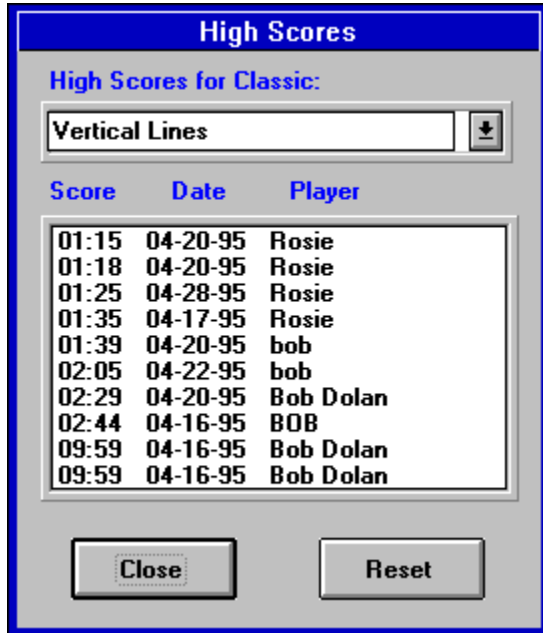 High Scores
High Scores for Classic:
Vertical Lines
Score Date Player
01:15 04-20-95 Rosie
01:18 04-20-95 Rosie
01:25 04-28-95 Rosie
01:35 04-17-95 Rosie
01:39 04-20-95 bob
02:05 04-22-95 bob
02:29 04-20-95 Bob Dolan
02:44 04-16-95 BOB
09:59 04-16-95 Bob Dolan
09:59 04-16-95 Bob Dolan
Close Reset